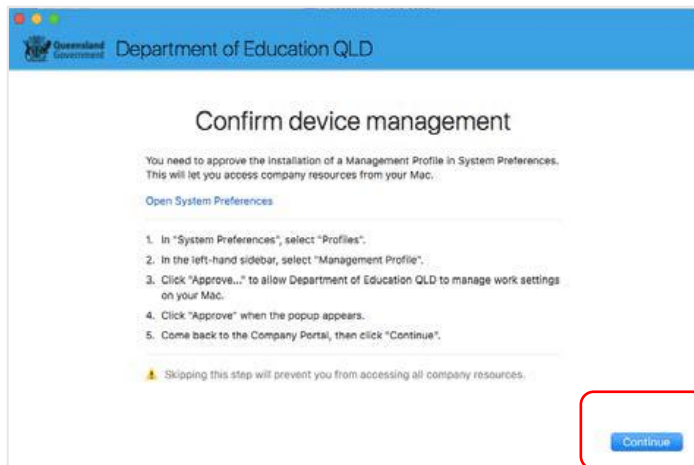 Queensland
Government
Department of Education QLD
Confirm device management
You need to approve the installation of a Management Profile in System Preferences.
This will let you access company resources from your Mac.
Open System Preferences
1. In "System Preferences", select "Profiles".
2. In the left-hand sidebar, select "Management Profile".
3. Click "Approve..." to allow Department of Education QLD to manage work settings
on your Mac.
4. Click "Approve" when the popup appears.
5. Come back to the Company Portal, then click "Continue".
Skipping this step will prevent you from accessing all company resources.
Continue